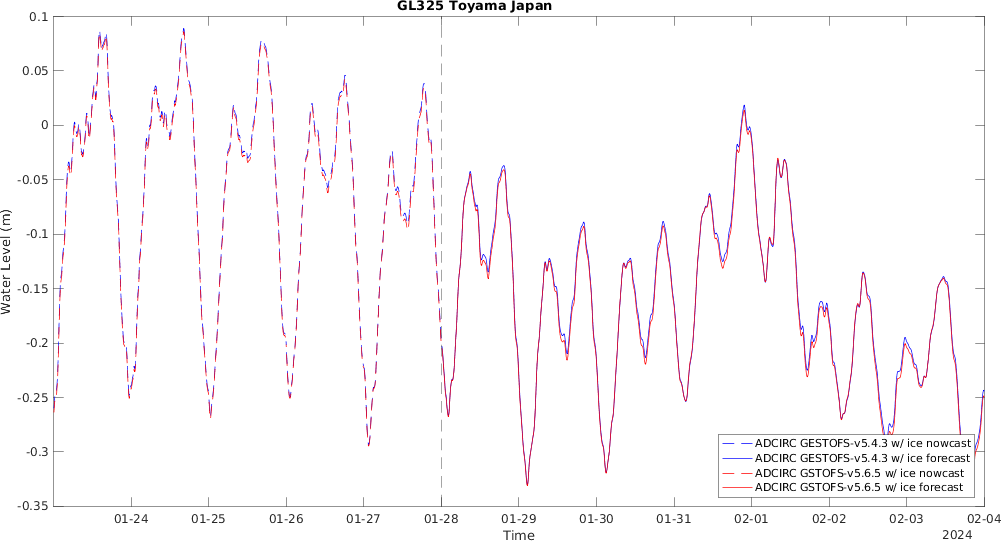 GL325 Toyama Japan
0.1
0.05
0
-0.05
-0.1
-0.15
-0.2
-0.25
-0.3
-0.35
Water Level (m)
ADCIRC GESTOFS-v5.4.3 w/ ice nowcast
ADCIRC GESTOFS-v5.4.3 w/ ice forecast
ADCIRC GSTOFS-v5.6.5 w/ ice nowcast
ADCIRC GSTOFS-v5.6.5 w/ ice forecast
01-24 01-25 01-26 01-27 01-28 01-29 01-30 01-31 02-01 02-02 02-03 02-04
Time 2024